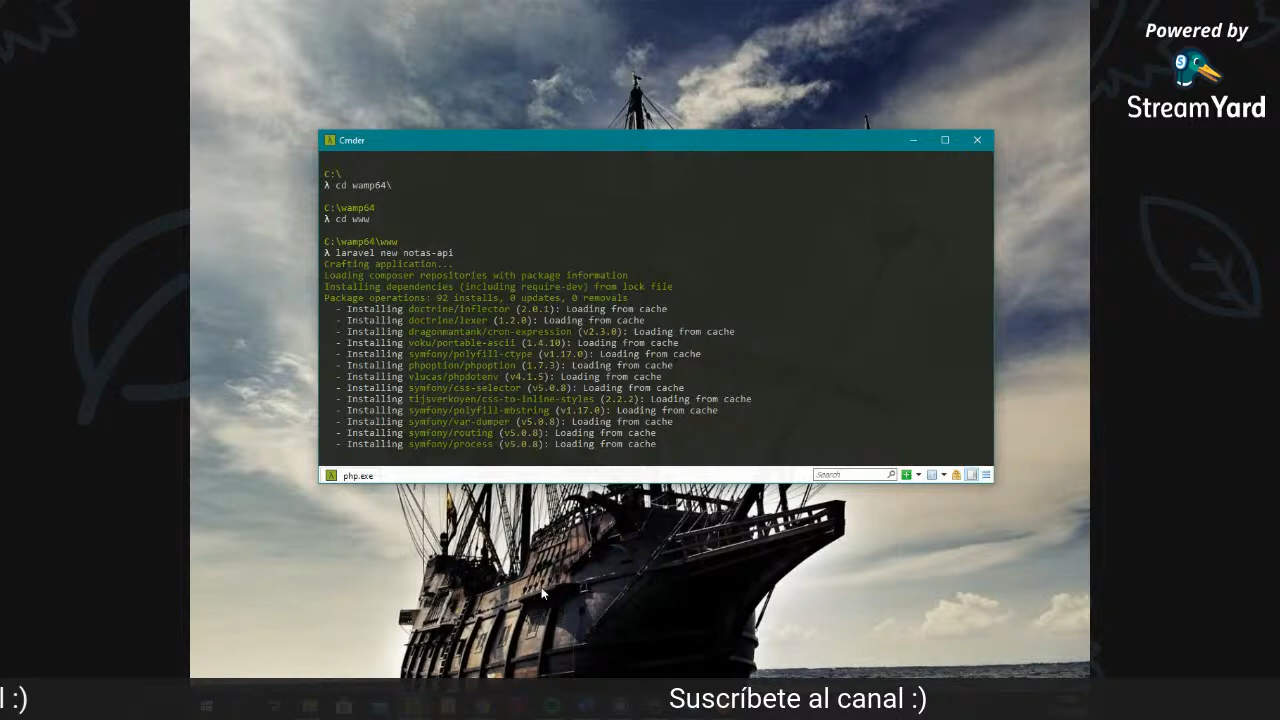 Powered by
StreamYard
Cmder
C:\
λ cd wamp64\
C:\wamp64
λ cd www
C:\wamp64\www
λ laravel new notas-api
Crafting application...
Loading composer repositories with package information
Installing dependencies (including require-dev) from lock file
Package operations: 92 installs, 0 updates, 0 removals
- Installing doctrine/inflector (2.0.1): Loading from cache
- Installing doctrine/lexer (1.2.0): Loading from cache
- Installing dragonmantank/cron-expression (v2.3.0): Loading from cache
- Installing voku/portable-ascii (1.4.10): Loading from cache
- Installing symfony/polyfill-ctype (v1.17.0): Loading from cache
- Installing phpoption/phpoption (1.7.3): Loading from cache
- Installing vlucas/phpdotenv (v4.1.5): Loading from cache
- Installing symfony/css-selector (v5.0.8): Loading from cache
- Installing tijsverkoyen/css-to-inline-styles (2.2.2): Loading from cache
- Installing symfony/polyfill-mbstring (v1.17.0): Loading from cache
- Installing symfony/var-dumper (v5.0.8): Loading from cache
- Installing symfony/routing (v5.0.8): Loading from cache
- Installing symfony/process (v5.0.8): Loading from cache
php.exe
Search
l :)
Suscríbete al canal :)